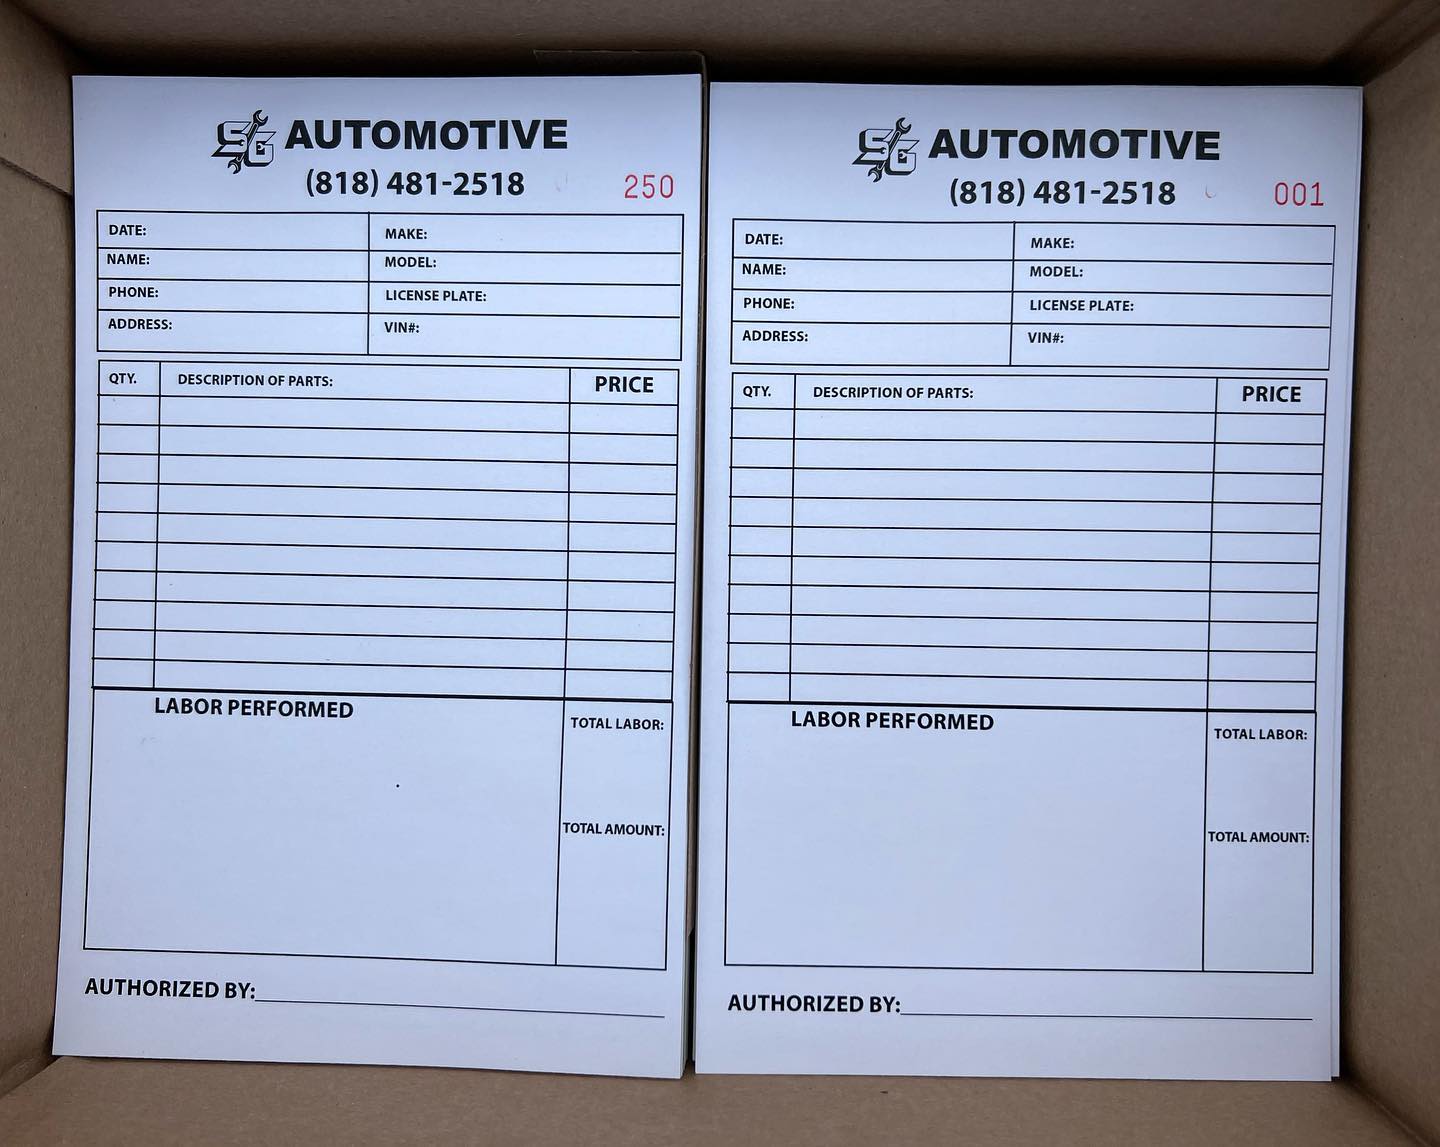 SG AUTOMOTIVE
(818) 481-2518
250
DATE:
MAKE:
NAME:
MODEL:
PHONE:
LICENSE PLATE:
ADDRESS:
VIN#:
QTY.
DESCRIPTION OF PARTS:
PRICE
LABOR PERFORMED
TOTAL LABOR:
TOTAL AMOUNT:
AUTHORIZED BY:
SG AUTOMOTIVE
(818) 481-2518
001
DATE:
MAKE:
NAME:
MODEL:
PHONE:
LICENSE PLATE:
ADDRESS:
VIN#:
QTY.
DESCRIPTION OF PARTS:
PRICE
LABOR PERFORMED
TOTAL LABOR:
TOTAL AMOUNT:
AUTHORIZED BY: